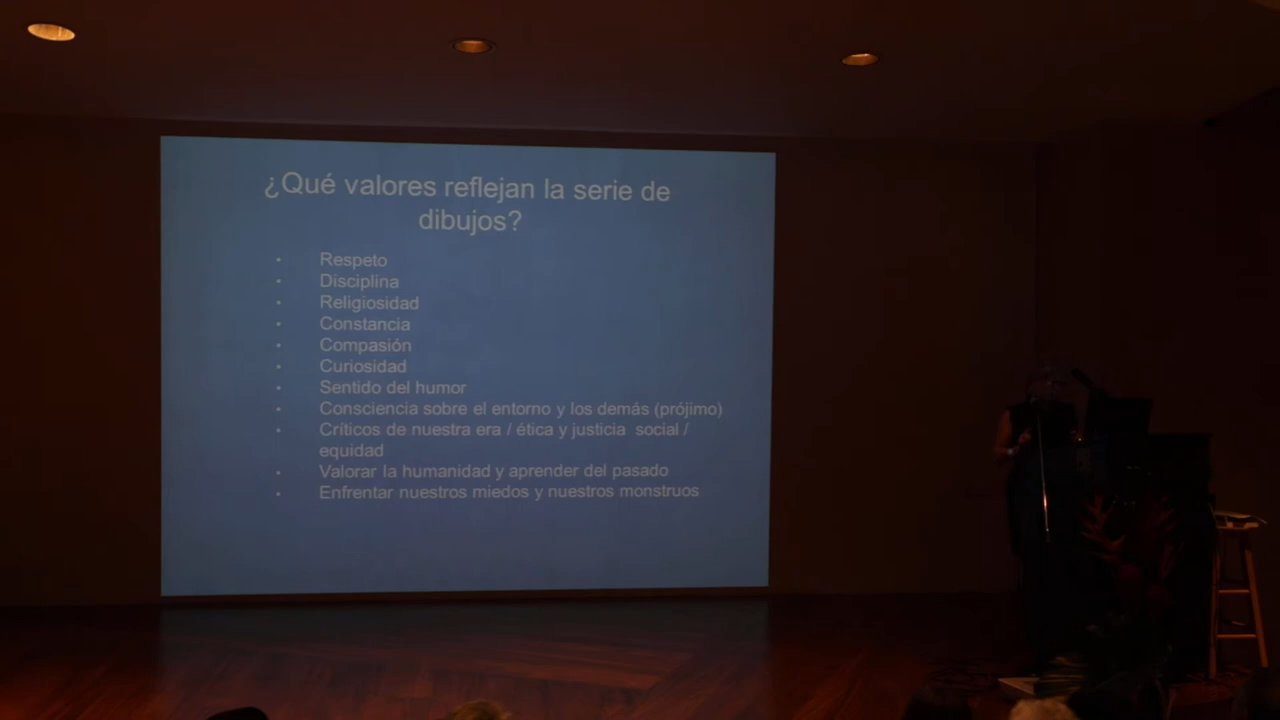 ¿Qué valores reflejan la serie de
dibujos?
• Respeto
• Disciplina
• Religiosidad
• Constancia
• Compasión
• Curiosidad
• Sentido del humor
• Consciencia sobre el entorno y los demás (prójimo)
• Críticos de nuestra era / ética y justicia social /
equidad
• Valorar la humanidad y aprender del pasado
• Enfrentar nuestros miedos y nuestros monstruos